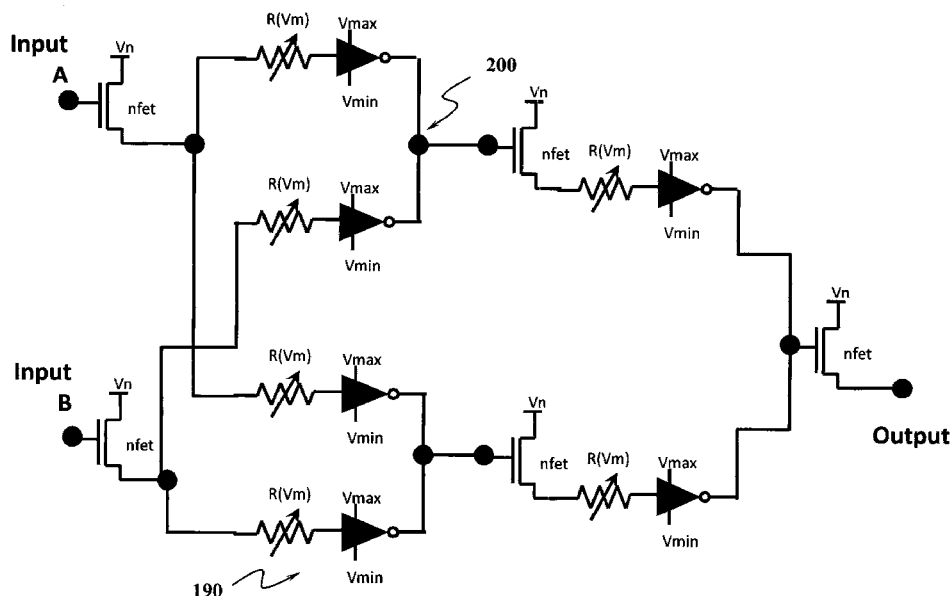 Input
A
Vn
nfet
R(Vm)
Vmax
Vmin
200
R(Vm)
Vmax
Vmin
Vn
nfet
R(Vm)
Vmax
Vmin
Input
B
Vn
nfet
R(Vm)
Vmax
Vmin
R(Vm)
Vmax
Vmin
190
Vn
nfet
R(Vm)
Vmax
Vmin
Vn
nfet
Output